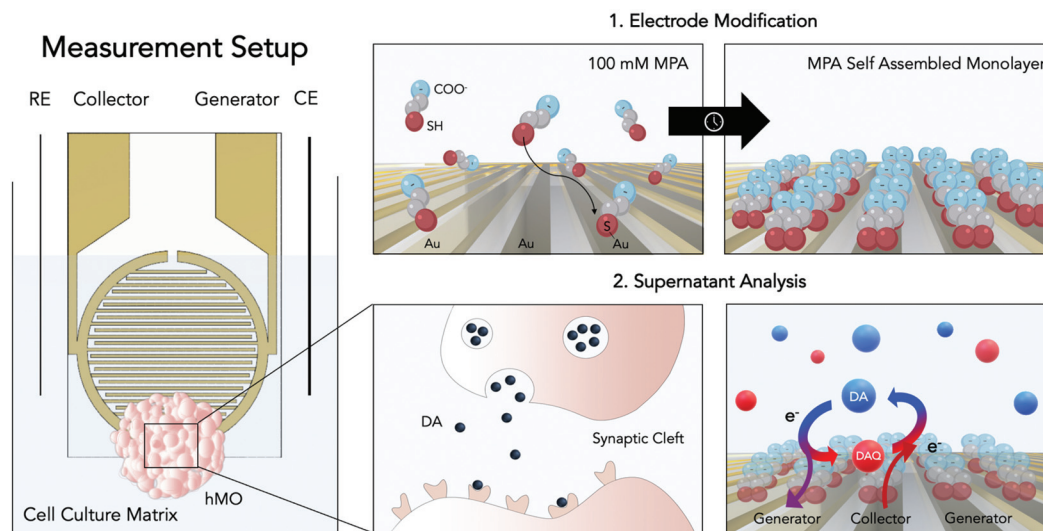 Measurement Setup
RE Collector Generator CE
hMO
Cell Culture Matrix
1. Electrode Modification
100 mM MPA
COO-
SH
S
Au Au Au
MPA Self Assembled Monolayer
2. Supernatant Analysis
DA
Synaptic Cleft
DA
e-
DAQ
e-
Generator Collector Generator